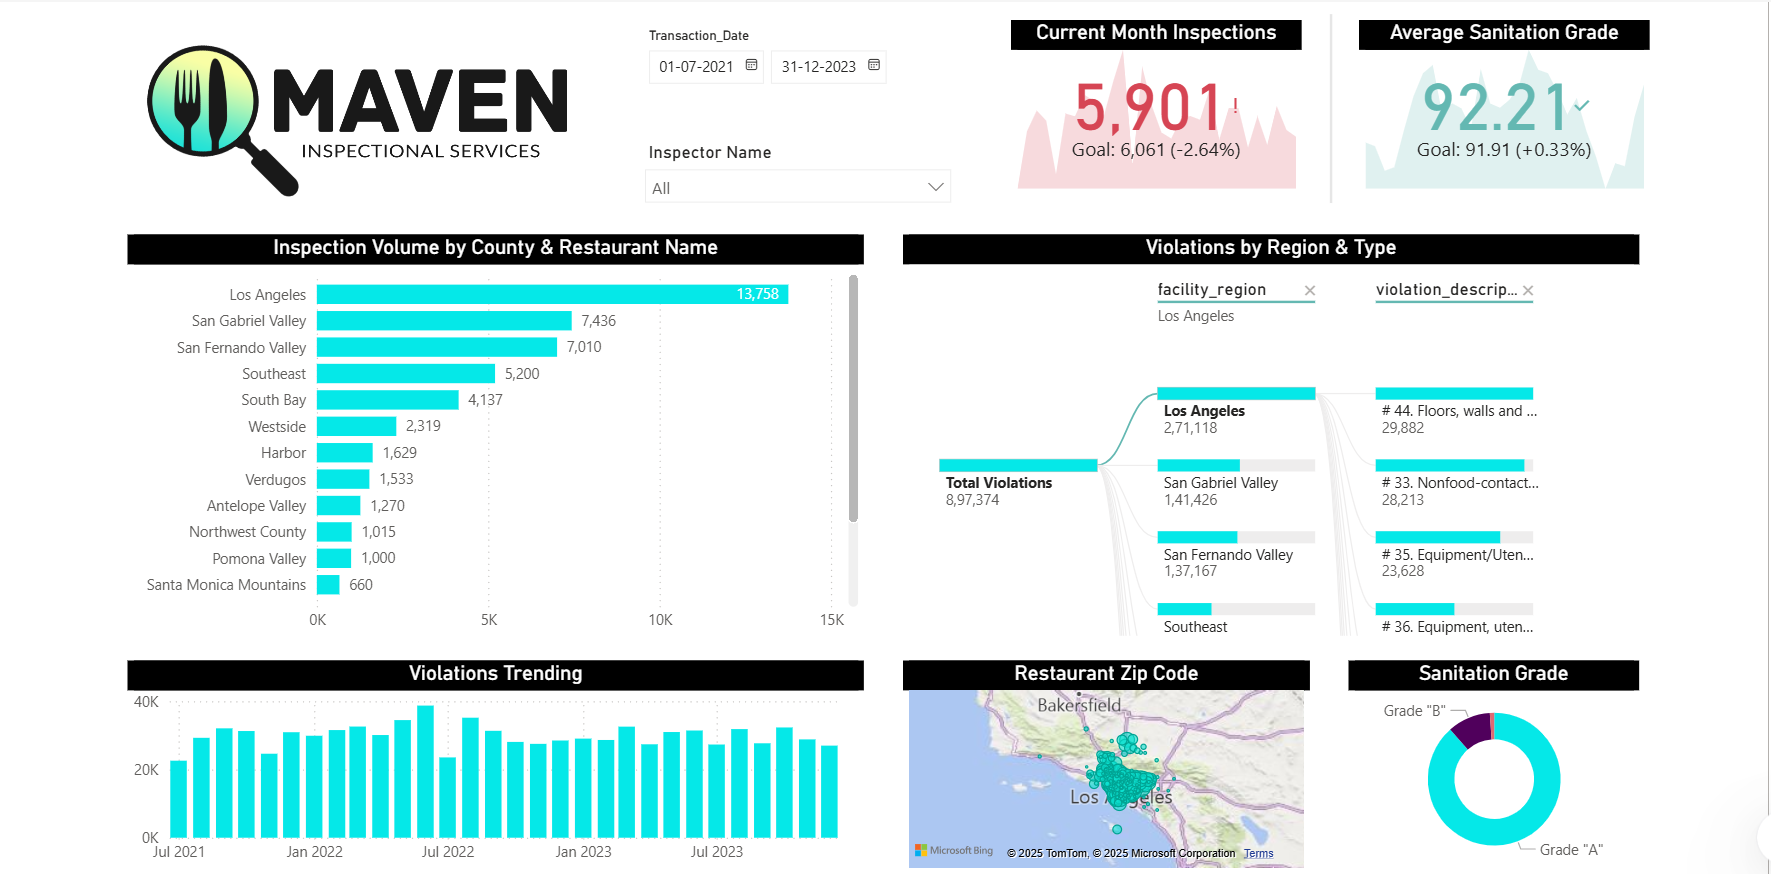 MAVEN
INSPECTIONAL SERVICES
Transaction_Date
01-07-2021 31-12-2023
Inspector Name
All
Current Month Inspections
5,901!
Goal: 6,061 (-2.64%)
Average Sanitation Grade
92.21
Goal: 91.91 (+0.33%)
Inspection Volume by County & Restaurant Name
Los Angeles 13,758
San Gabriel Valley 7,436
San Fernando Valley 7,010
Southeast 5,200
South Bay 4,137
Westside 2,319
Harbor 1,629
Verdugos 1,533
Antelope Valley 1,270
Northwest County 1,015
Pomona Valley 1,000
Santa Monica Mountains 660
0K 5K 10K 15K
Violations by Region & Type
facility_region
Los Angeles
violation_descrip...
Total Violations
8,97,374
Los Angeles
2,71,118
San Gabriel Valley
1,41,426
San Fernando Valley
1,37,167
Southeast
# 44. Floors, walls and ...
29,882
# 33. Nonfood-contact...
28,213
# 35. Equipment/Uten...
23,628
# 36. Equipment, uten...
Violations Trending
40K
20K
0K
Jul 2021 Jan 2022 Jul 2022 Jan 2023 Jul 2023
Restaurant Zip Code
Bakersfield
Los Angeles
Microsoft Bing
© 2025 TomTom, © 2025 Microsoft Corporation Terms
Sanitation Grade
Grade "B"
Grade "A"